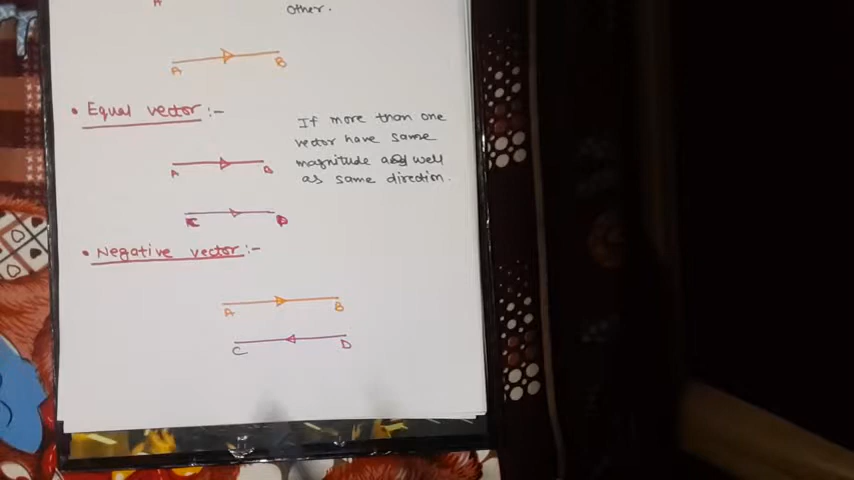 A
other.
A B
• Equal vector :-
If more than one
vector have same
magnitude as well
as same direction.
A B
C D
• Negative vector :-
A B
C D